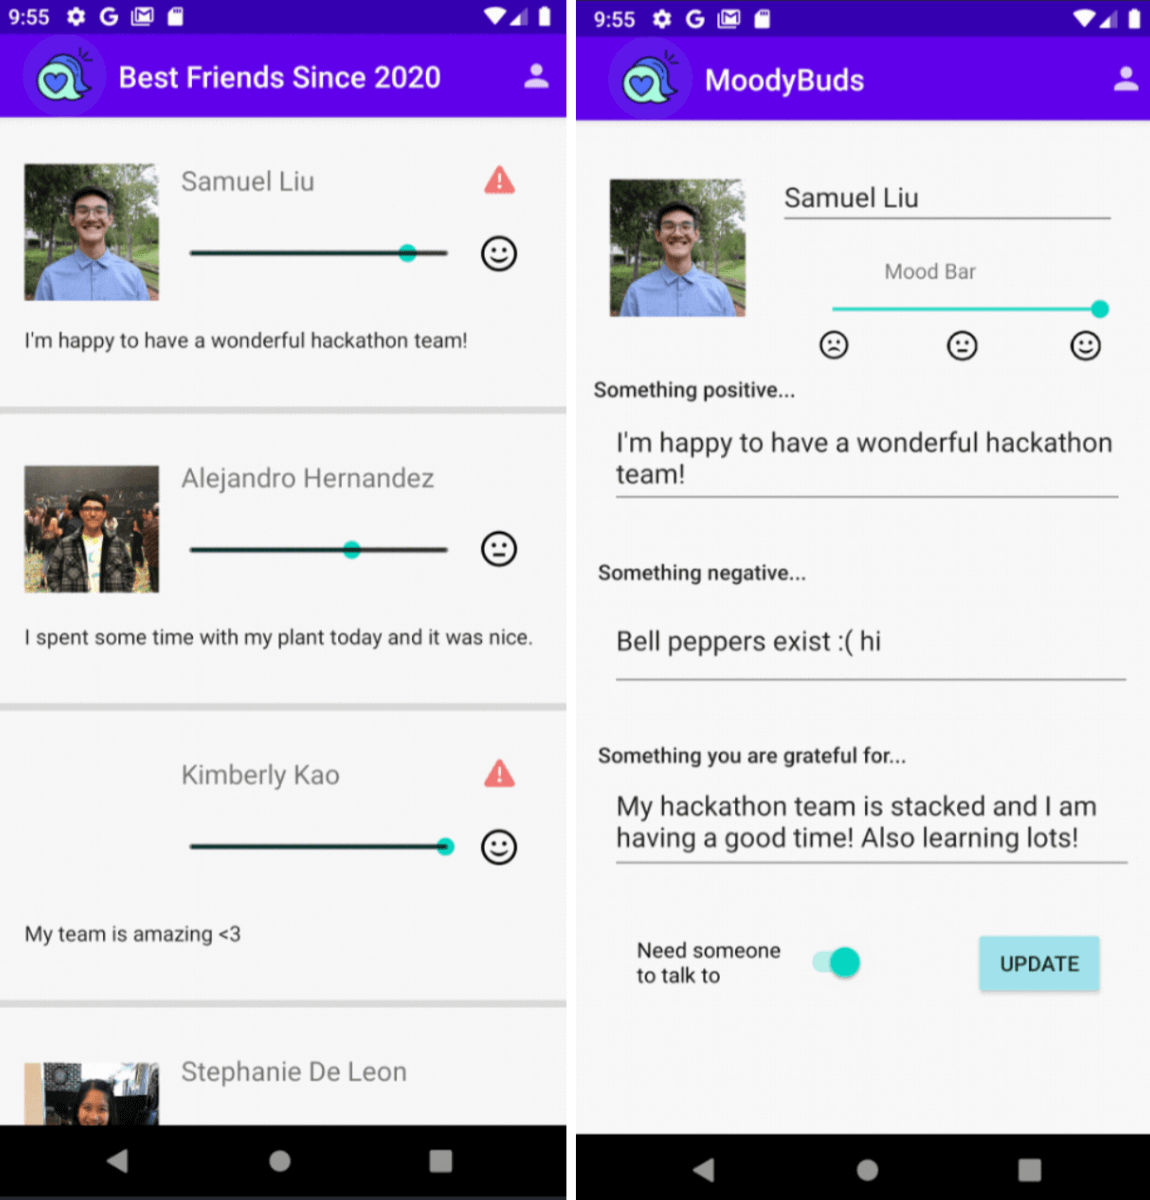 9:55
Best Friends Since 2020
Samuel Liu
I'm happy to have a wonderful hackathon team!
Alejandro Hernandez
I spent some time with my plant today and it was nice.
Kimberly Kao
My team is amazing <3
Stephanie De Leon
9:55
MoodyBuds
Samuel Liu
Mood Bar
Something positive...
I'm happy to have a wonderful hackathon
team!
Something negative...
Bell peppers exist :( hi
Something you are grateful for...
My hackathon team is stacked and I am
having a good time! Also learning lots!
Need someone
to talk to
UPDATE